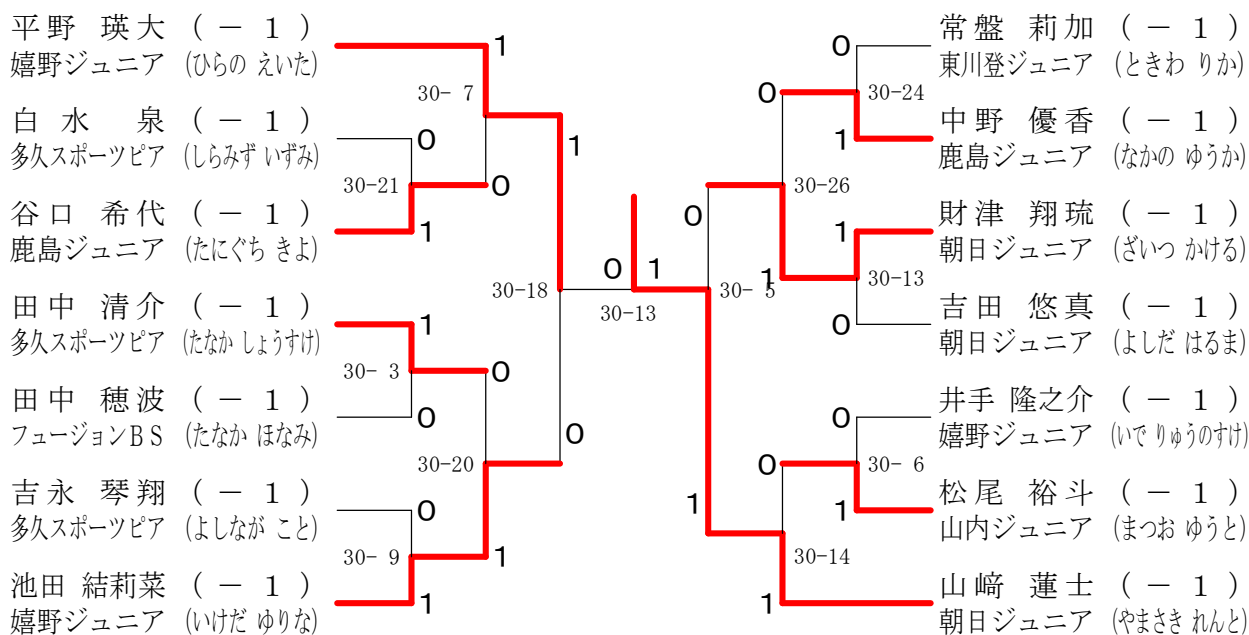 平野 瑛大 ( － 1 )
嬉野ジュニア (ひらの えいた)
白水 泉 ( － 1 )
多久スポーツピア (しらみず いずみ)
谷口 希代 ( － 1 )
鹿島ジュニア (たにぐち きよ)
田中 清介 ( － 1 )
多久スポーツピア (たなか しょうすけ)
田中 穂波 ( － 1 )
フュージョンＢＳ (たなか ほなみ)
吉永 琴翔 ( － 1 )
多久スポーツピア (よしなが こと)
池田 結莉菜 ( － 1 )
嬉野ジュニア (いけだ ゆりな)
1
30- 7
0
30-21
0
1
1
30-18
1
30- 3
0
0
0
30-20
0
30- 9
1
1
0 1
30-13
0
30- 5
1
0
30-24
0
1
30-26
1
1
30-13
0
0
30- 6
0
1
30-14
1
常盤 莉加 ( － 1 )
東川登ジュニア (ときわ りか)
中野 優香 ( － 1 )
鹿島ジュニア (なかの ゆうか)
財津 翔琉 ( － 1 )
朝日ジュニア (ざいつ かける)
吉田 悠真 ( － 1 )
朝日ジュニア (よしだ はるま)
井手 隆之介 ( － 1 )
嬉野ジュニア (いで りゅうのすけ)
松尾 裕斗 ( － 1 )
山内ジュニア (まつお ゆうと)
山﨑 蓮士 ( － 1 )
朝日ジュニア (やまさき れんと)